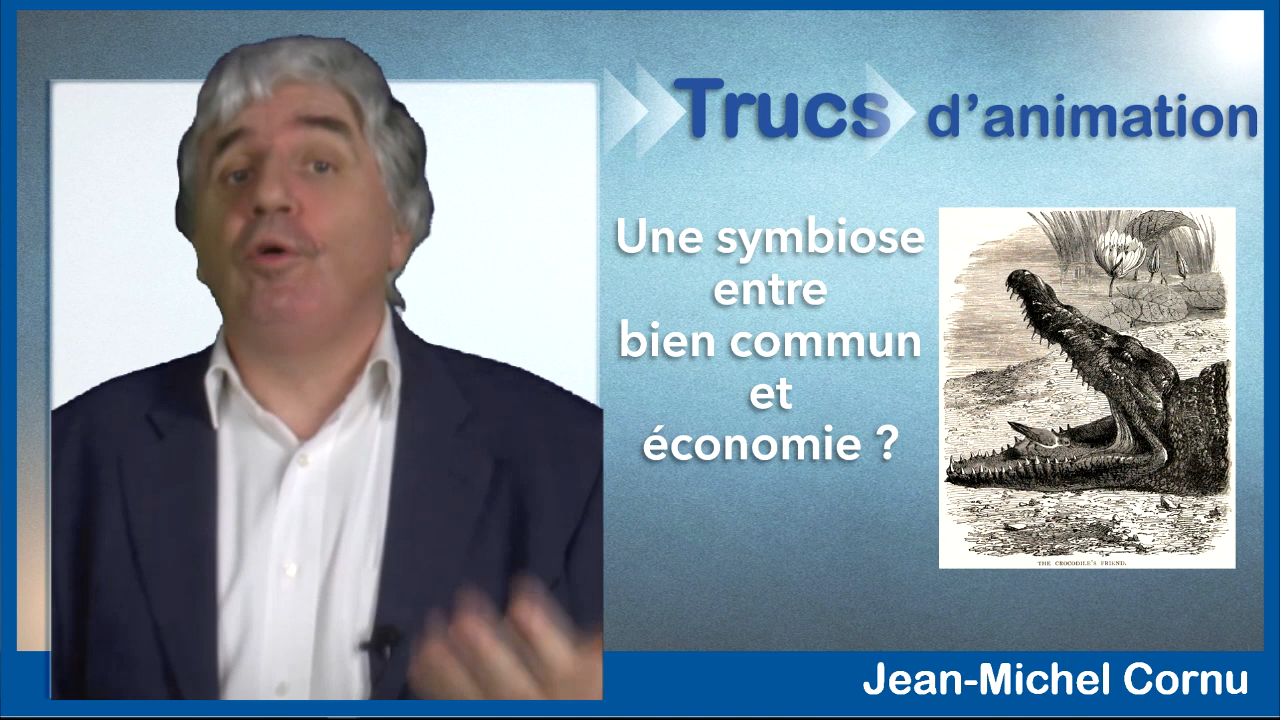 Trucs d’animation
Une symbiose
entre
bien commun
et
économie ?
THE CROCODILE'S FRIEND.
Jean-Michel Cornu